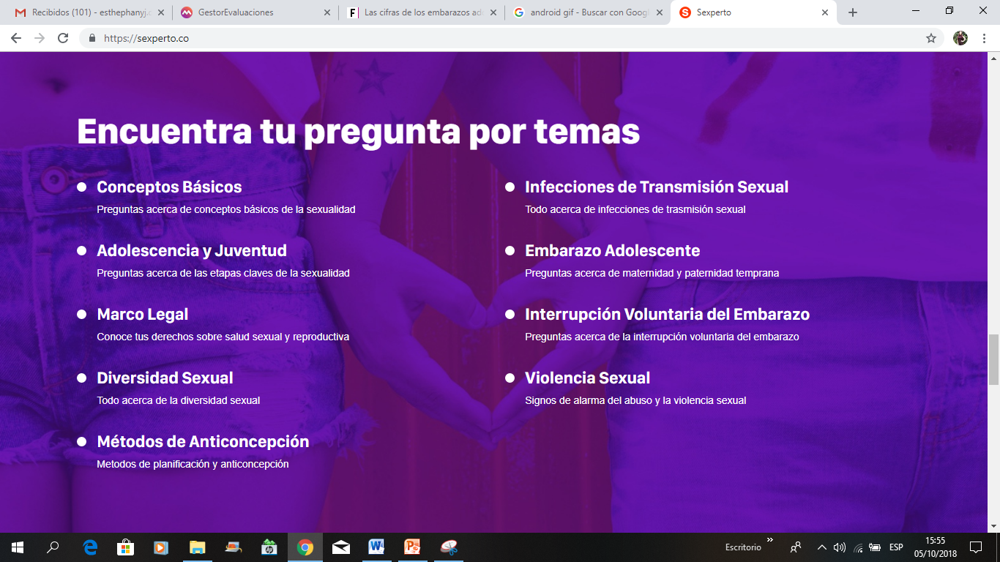 Recibidos (101) - esthephanyj.
GestorEvaluaciones
Las cifras de los embarazos ad
android gif - Buscar con Goog
Sexperto
https://sexperto.co
Encuentra tu pregunta por temas
Conceptos Básicos
Preguntas acerca de conceptos básicos de la sexualidad
Adolescencia y Juventud
Preguntas acerca de las etapas claves de la sexualidad
Marco Legal
Conoce tus derechos sobre salud sexual y reproductiva
Diversidad Sexual
Todo acerca de la diversidad sexual
Métodos de Anticoncepción
Metodos de planificación y anticoncepción
Infecciones de Transmisión Sexual
Todo acerca de infecciones de trasmisión sexual
Embarazo Adolescente
Preguntas acerca de maternidad y paternidad temprana
Interrupción Voluntaria del Embarazo
Preguntas acerca de la interrupción voluntaria del embarazo
Violencia Sexual
Signos de alarma del abuso y la violencia sexual
Escritorio
ESP
15:55
05/10/2018